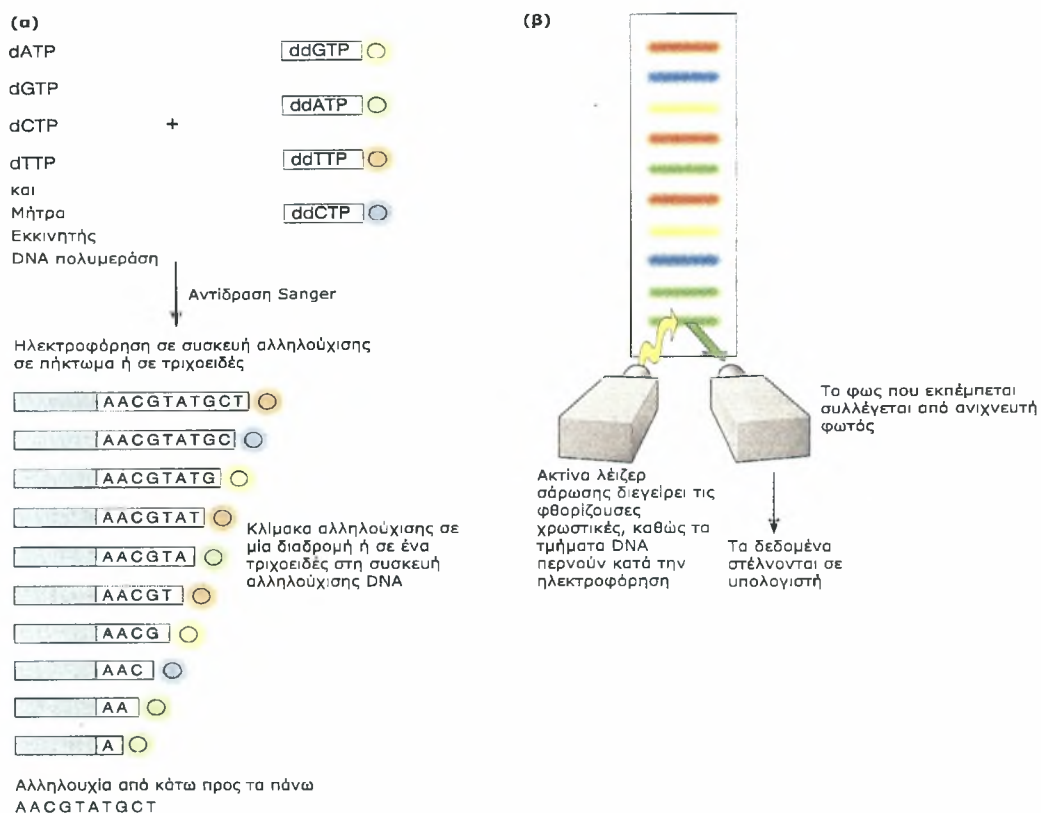 (α)
dATP
dGTP
dCTP
dTTP
και
Μήτρα
Εκκινητής
DNA πολυμεράση
+
ddGTP
ddATP
ddTTP
ddCTP
Αντίδραση Sanger
Ηλεκτροφόρηση σε συσκευή αλληλούχισης
σε πήκτωμα ή σε τριχοειδές
AACGTATGCT
AACGTATGC
AACGTATG
AACGTAT
AACGTA
AACGT
AACG
AAC
AA
A
Κλίμακα αλληλούχισης σε
μία διαδρομή ή σε ένα
τριχοειδές στη συσκευή
αλληλούχισης DNA
Αλληλουχία από κάτω προς τα πάνω
AACGTATGCT
(β)
Ακτίνα λέιζερ
σάρωσης διεγείρει τις
φθορίζουσες
χρωστικές, καθώς τα
τμήματα DNA
περνούν κατά την
ηλεκτροφόρηση
Το φως που εκπέμπεται
συλλέγεται από ανιχνευτή
φωτός
Τα δεδομένα
στέλνονται σε
υπολογιστή